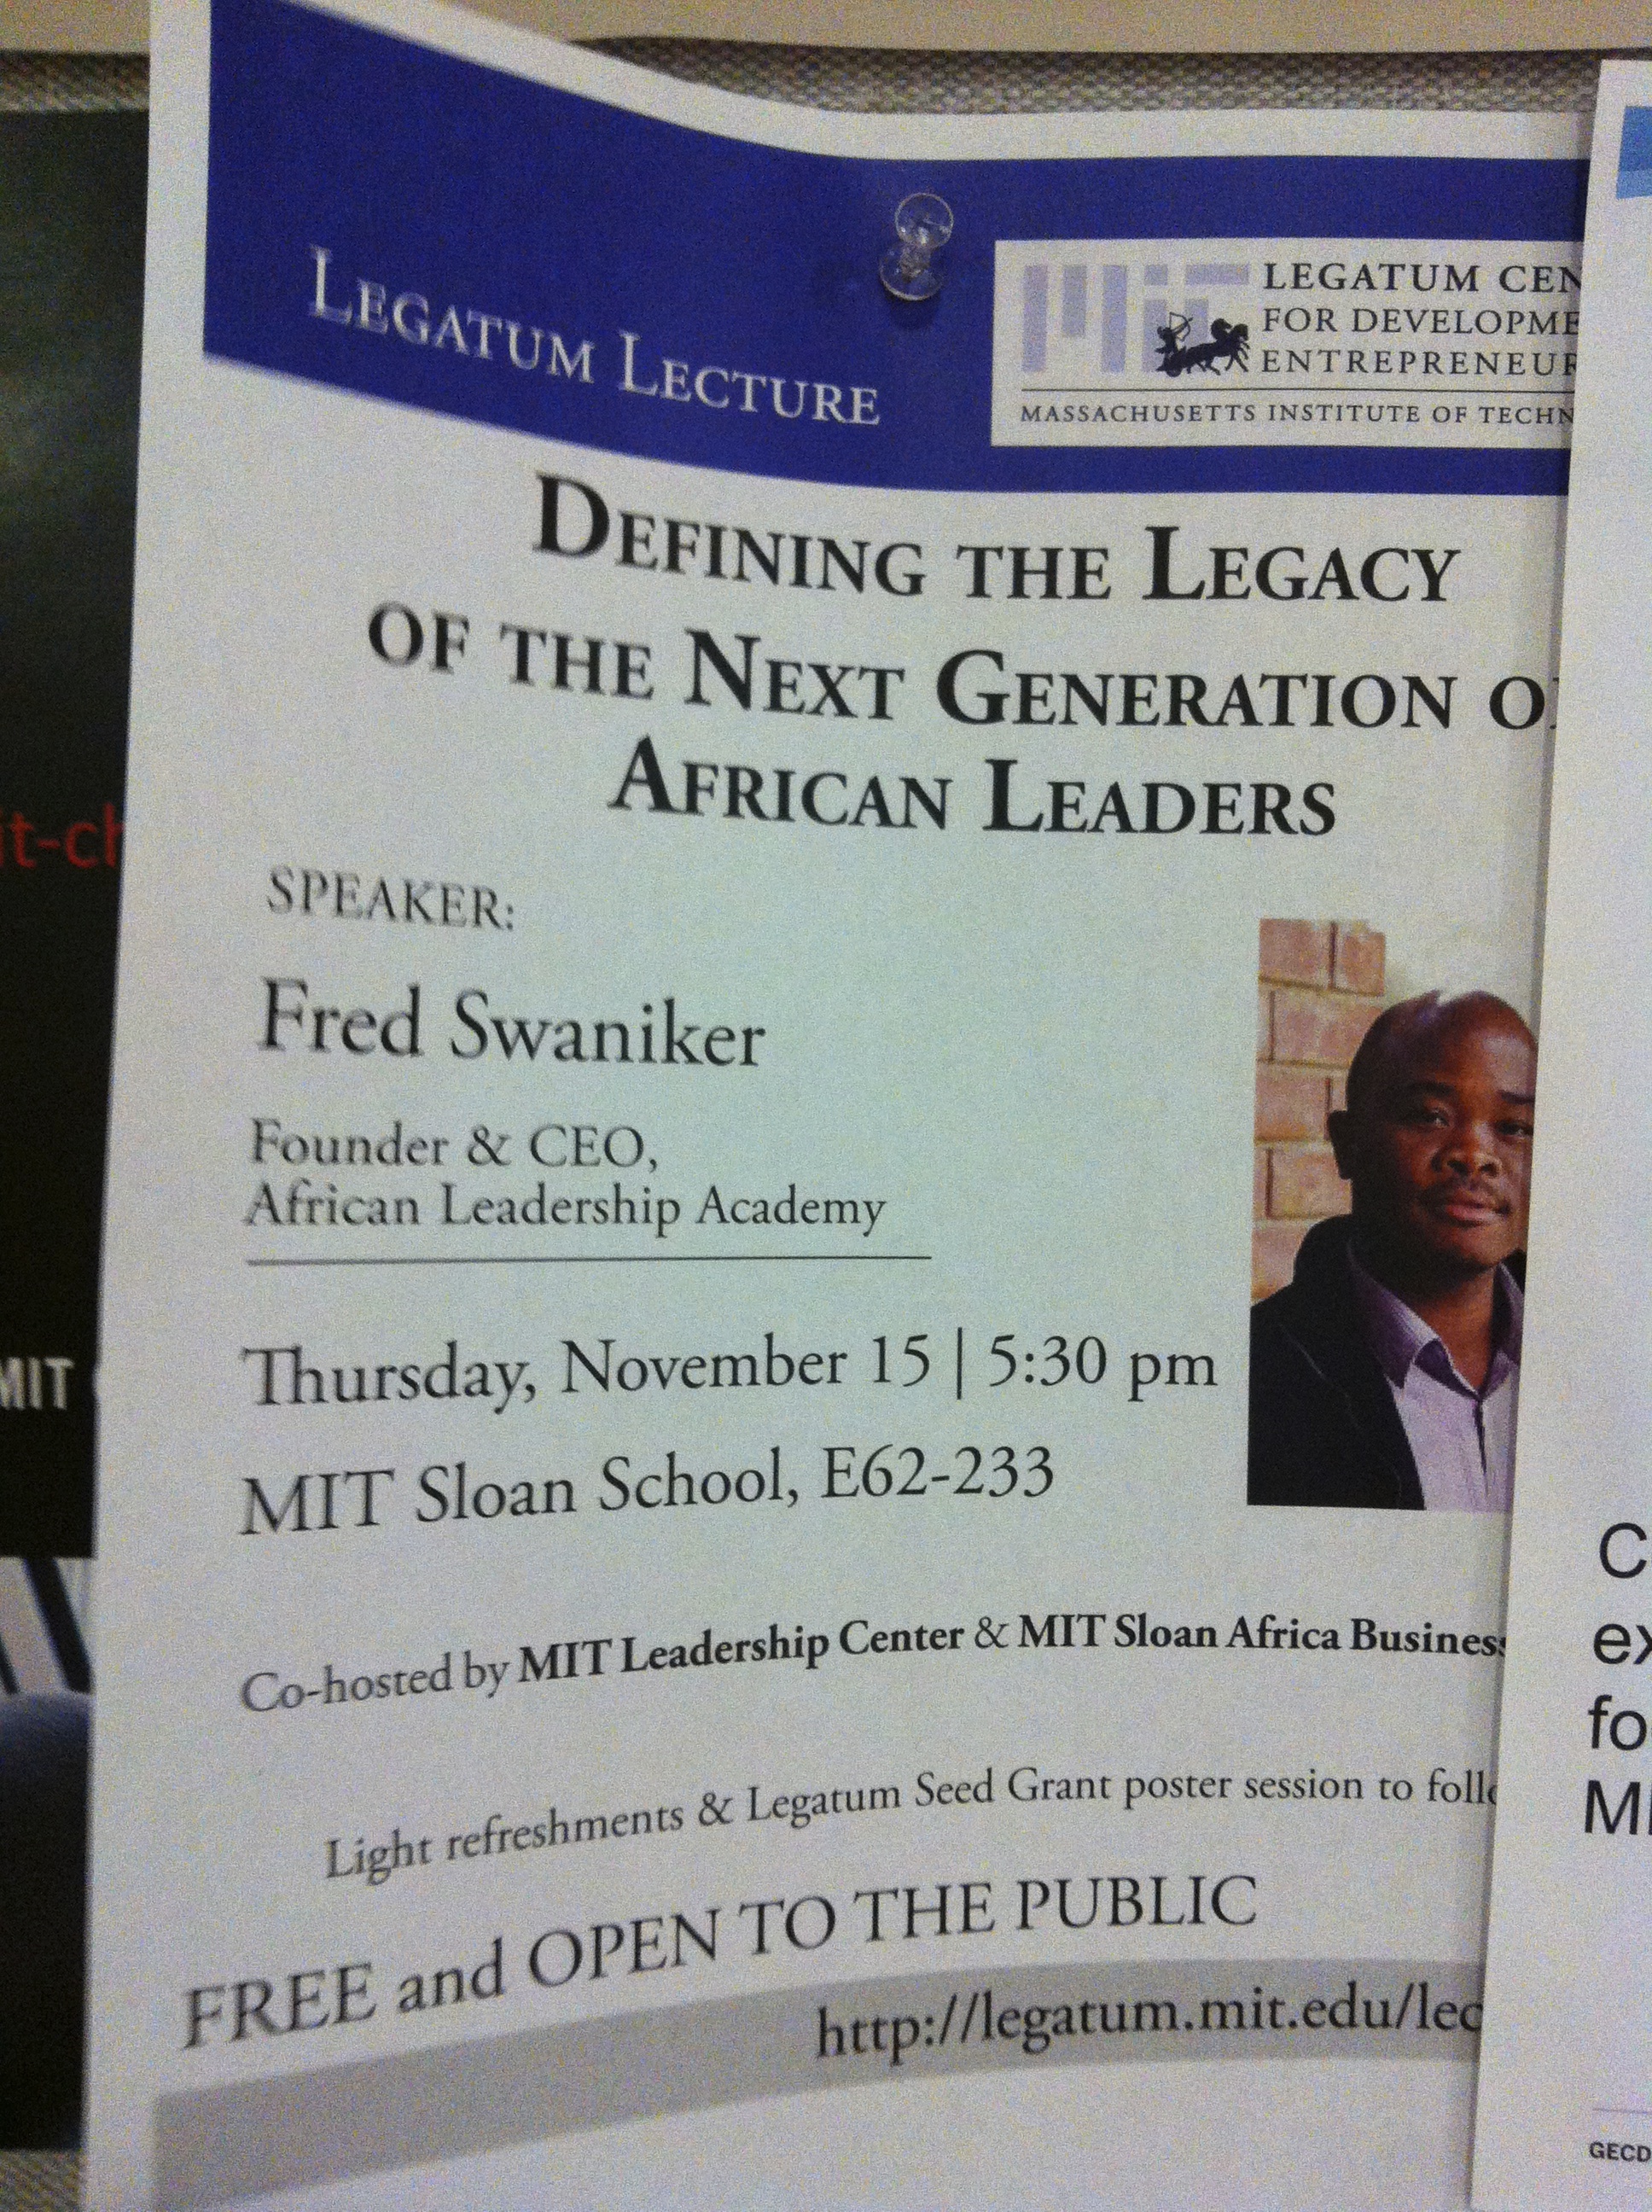 LEGATUM LECTURE
MIT
LEGATUM CEN
FOR DEVELOPME
ENTREPRENEUR
MASSACHUSETTS INSTITUTE OF TECHN
DEFINING THE LEGACY
OF THE NEXT GENERATION O
AFRICAN LEADERS
SPEAKER:
Fred Swaniker
Founder & CEO,
African Leadership Academy
Thursday, November 15 | 5:30 pm
MIT Sloan School, E62-233
Co-hosted by MIT Leadership Center & MIT Sloan Africa Business
Light refreshments & Legatum Seed Grant poster session to foll
FREE and OPEN TO THE PUBLIC
http://legatum.mit.edu/lec
it-ch
MIT
C
ex
fo
MI
GECD